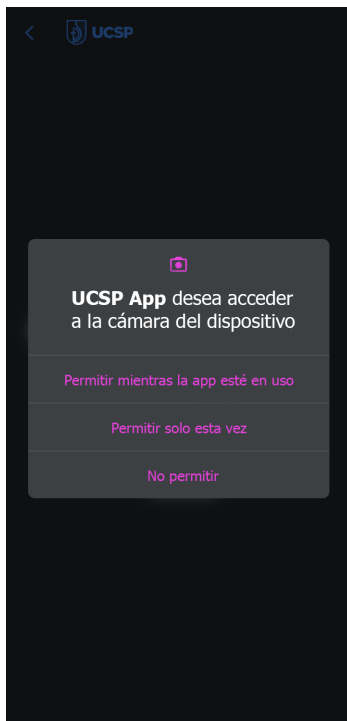 UCSP
UCSP App desea acceder
a la cámara del dispositivo
Permitir mientras la app esté en uso
Permitir solo esta vez
No permitir